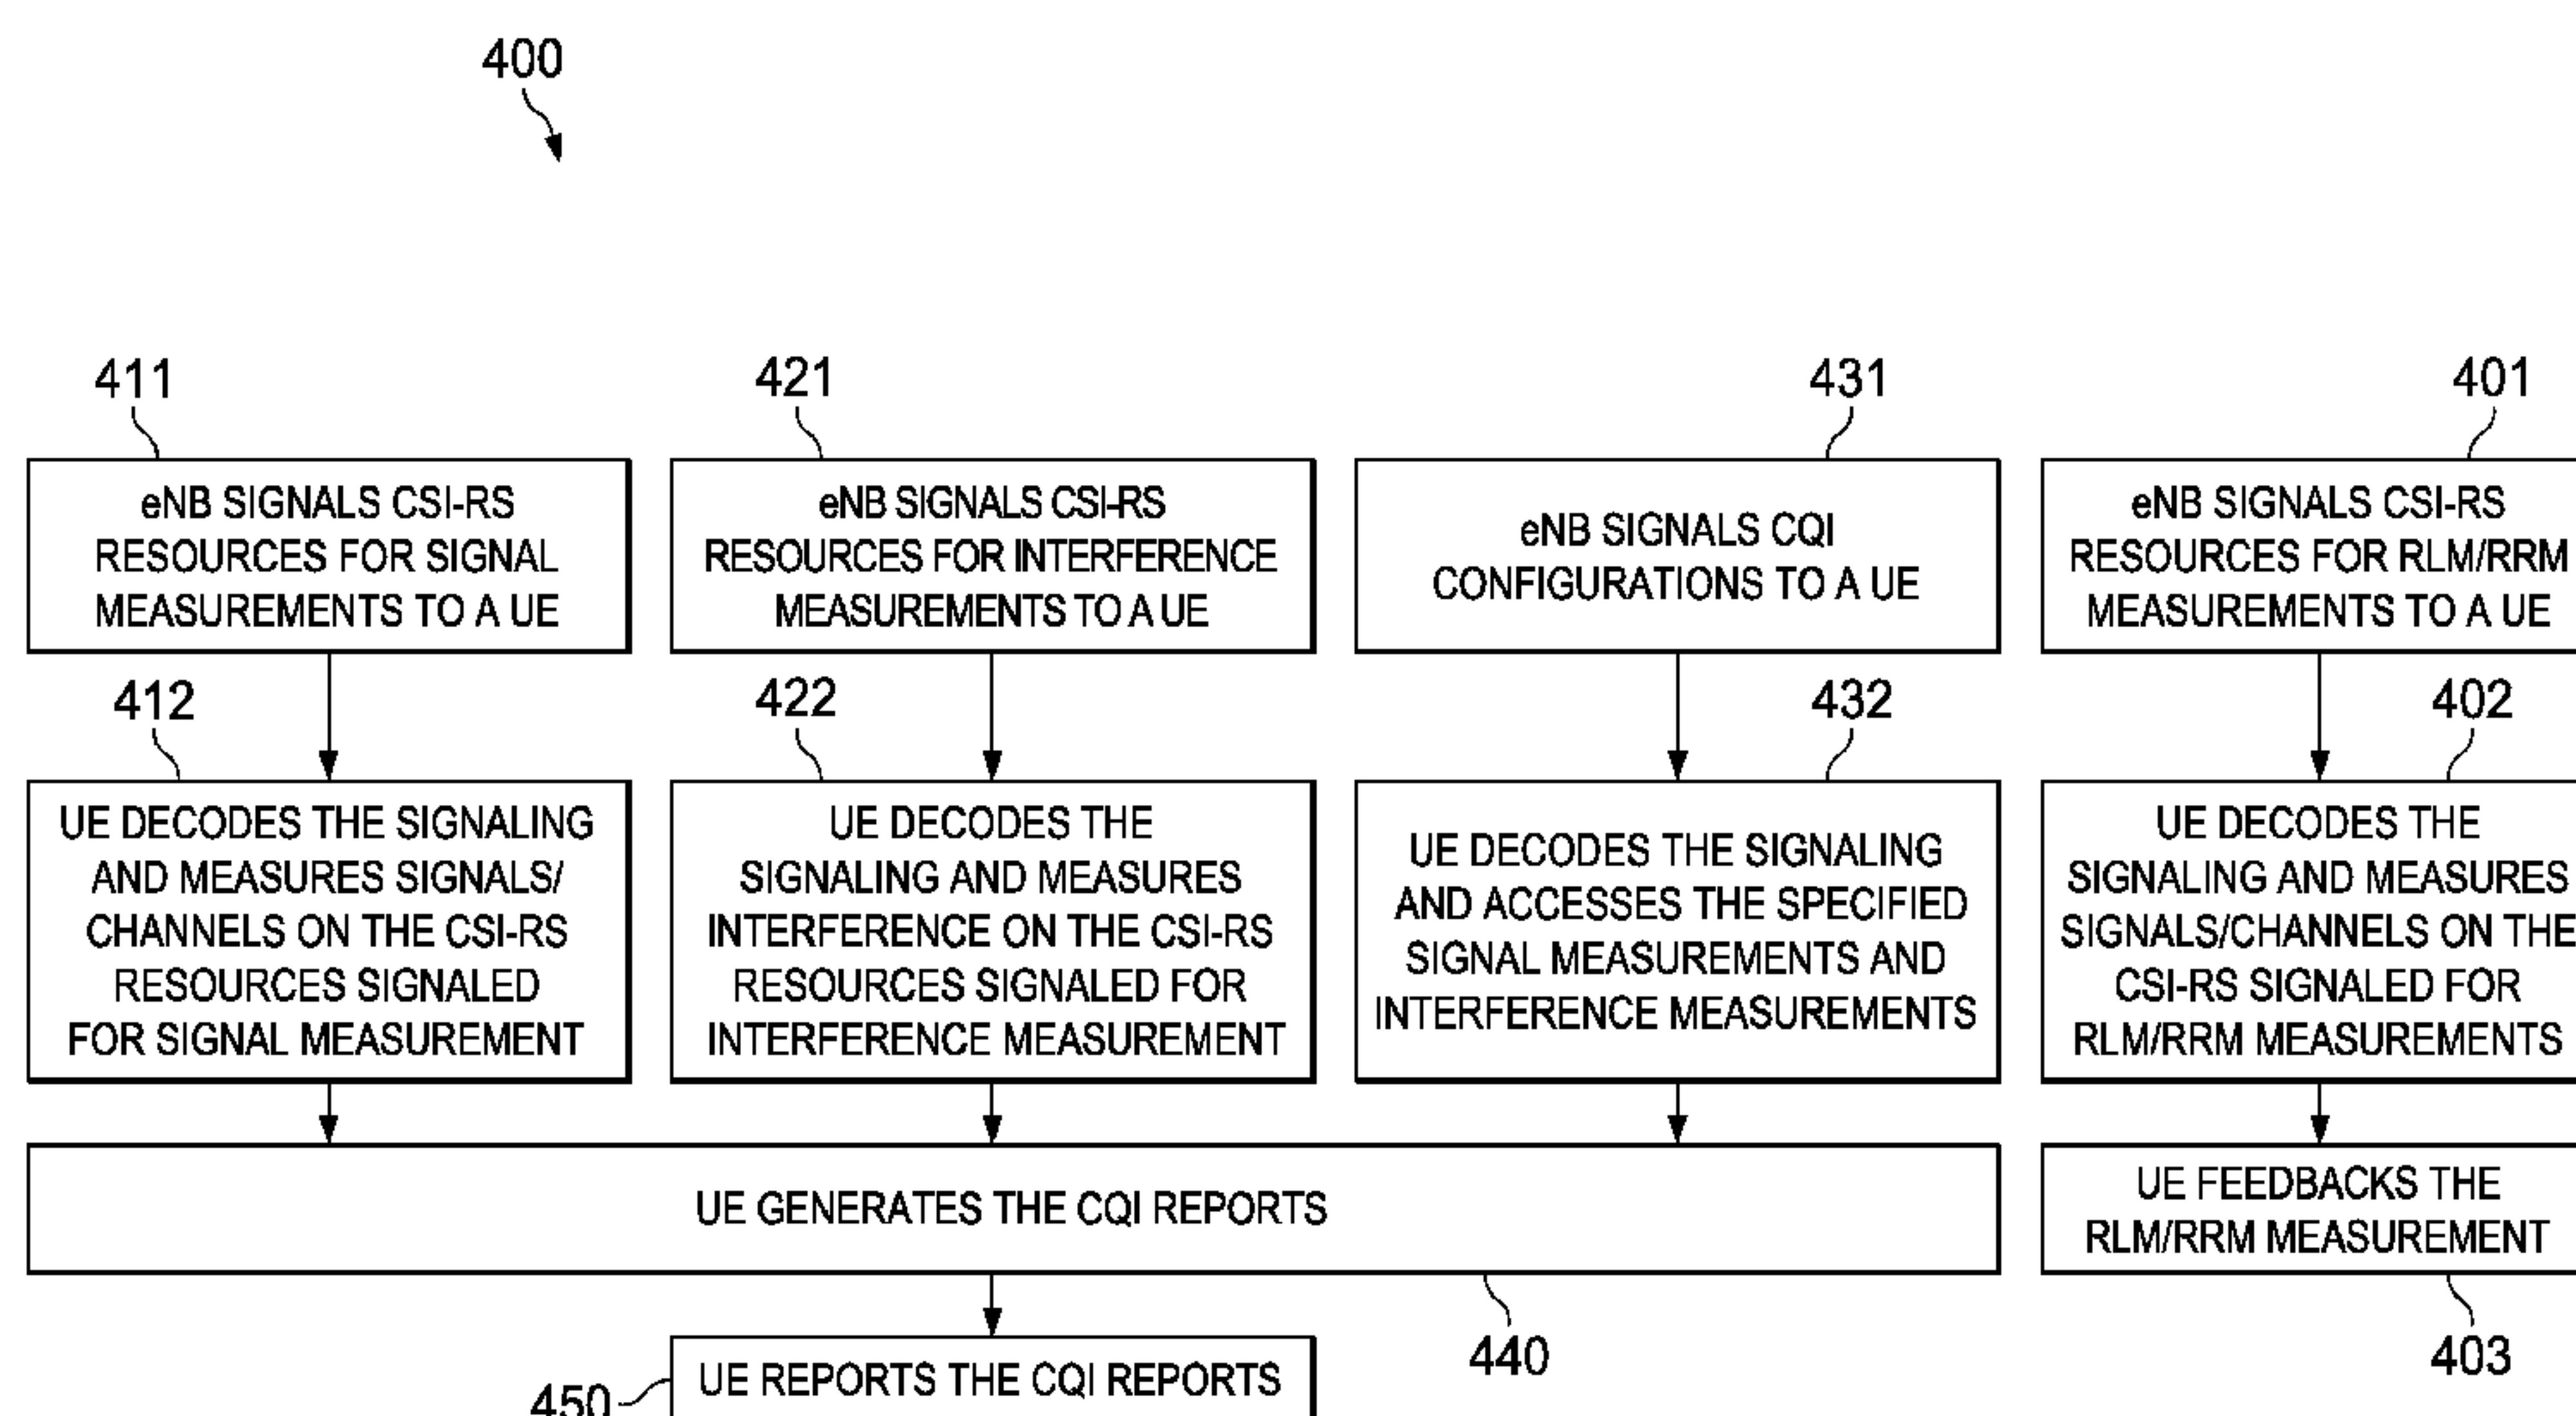 400
411
421
431
401
eNB SIGNALS CSI-RS
RESOURCES FOR SIGNAL
MEASUREMENTS TO A UE
eNB SIGNALS CSI-RS
RESOURCES FOR INTERFERENCE
MEASUREMENTS TO A UE
eNB SIGNALS CQI
CONFIGURATIONS TO A UE
eNB SIGNALS CSI-RS
RESOURCES FOR RLM/RRM
MEASUREMENTS TO A UE
412
422
432
402
UE DECODES THE SIGNALING
AND MEASURES SIGNALS/
CHANNELS ON THE CSI-RS
RESOURCES SIGNALED
FOR SIGNAL MEASUREMENT
UE DECODES THE
SIGNALING AND MEASURES
INTERFERENCE ON THE CSI-RS
RESOURCES SIGNALED FOR
INTERFERENCE MEASUREMENT
UE DECODES THE SIGNALING
AND ACCESSES THE SPECIFIED
SIGNAL MEASUREMENTS AND
INTERFERENCE MEASUREMENTS
UE DECODES THE
SIGNALING AND MEASURES
SIGNALS/CHANNELS ON THE
CSI-RS SIGNALED FOR
RLM/RRM MEASUREMENTS
UE GENERATES THE CQI REPORTS
UE FEEDBACKS THE
RLM/RRM MEASUREMENT
440
403
450
UE REPORTS THE CQI REPORTS